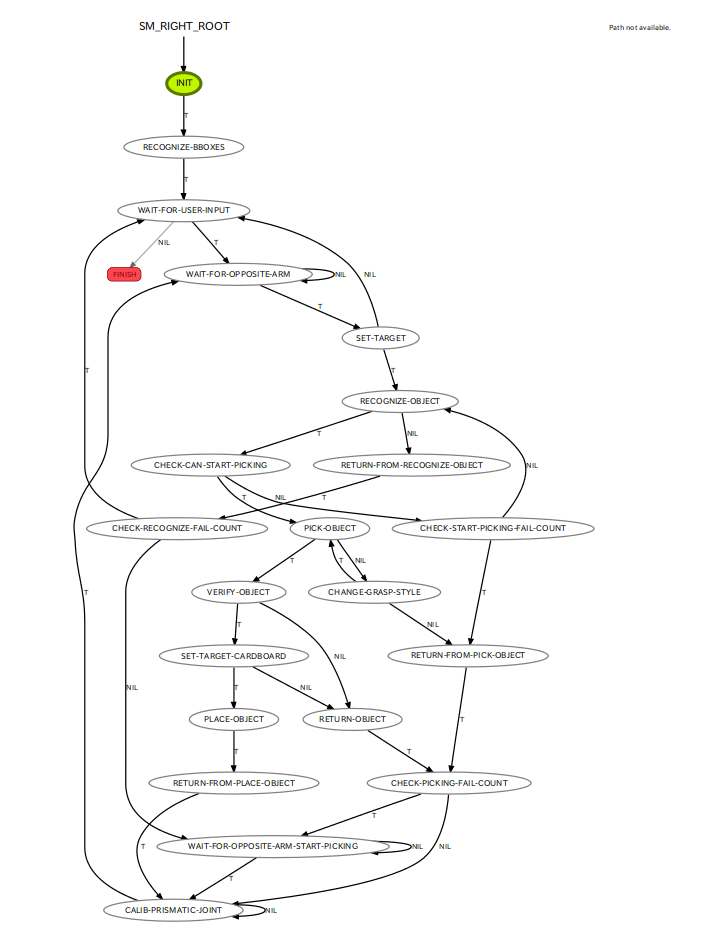 SM_RIGHT_ROOT
Path not available.
INIT
T
RECOGNIZE-BBOXES
T
WAIT-FOR-USER-INPUT
NIL
T
FINISH
WAIT-FOR-OPPOSITE-ARM
NIL
NIL
T
SET-TARGET
T
T
RECOGNIZE-OBJECT
T
NIL
CHECK-CAN-START-PICKING
RETURN-FROM-RECOGNIZE-OBJECT
NIL
T
NIL
T
CHECK-RECOGNIZE-FAIL-COUNT
PICK-OBJECT
CHECK-START-PICKING-FAIL-COUNT
T
T
NIL
T
VERIFY-OBJECT
CHANGE-GRASP-STYLE
T
T
NIL
SET-TARGET-CARDBOARD
NIL
RETURN-FROM-PICK-OBJECT
NIL
T
NIL
PLACE-OBJECT
RETURN-OBJECT
T
T
T
RETURN-FROM-PLACE-OBJECT
CHECK-PICKING-FAIL-COUNT
T
T
WAIT-FOR-OPPOSITE-ARM-START-PICKING
NIL
NIL
T
CALIB-PRISMATIC-JOINT
NIL